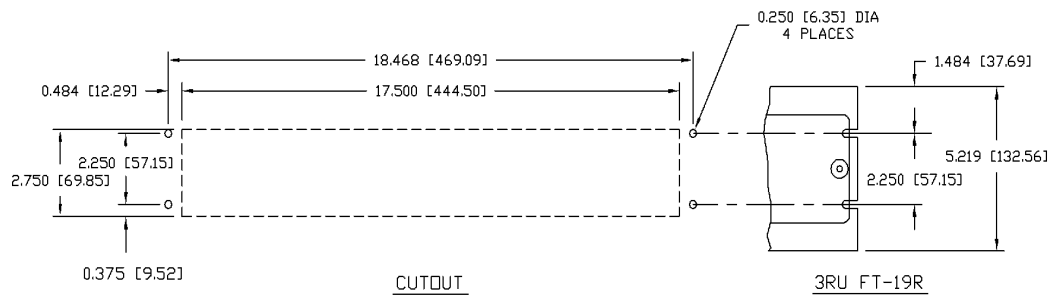 0.250 [6.35] DIA
4 PLACES
18.468 [469.09]
1.484 [37.69]
0.484 [12.29]
17.500 [444.50]
2.250 [57.15]
5.219 [132.56]
2.750 [69.85]
2.250 [57.15]
0.375 [9.52]
CUTOUT
3RU FT-19R